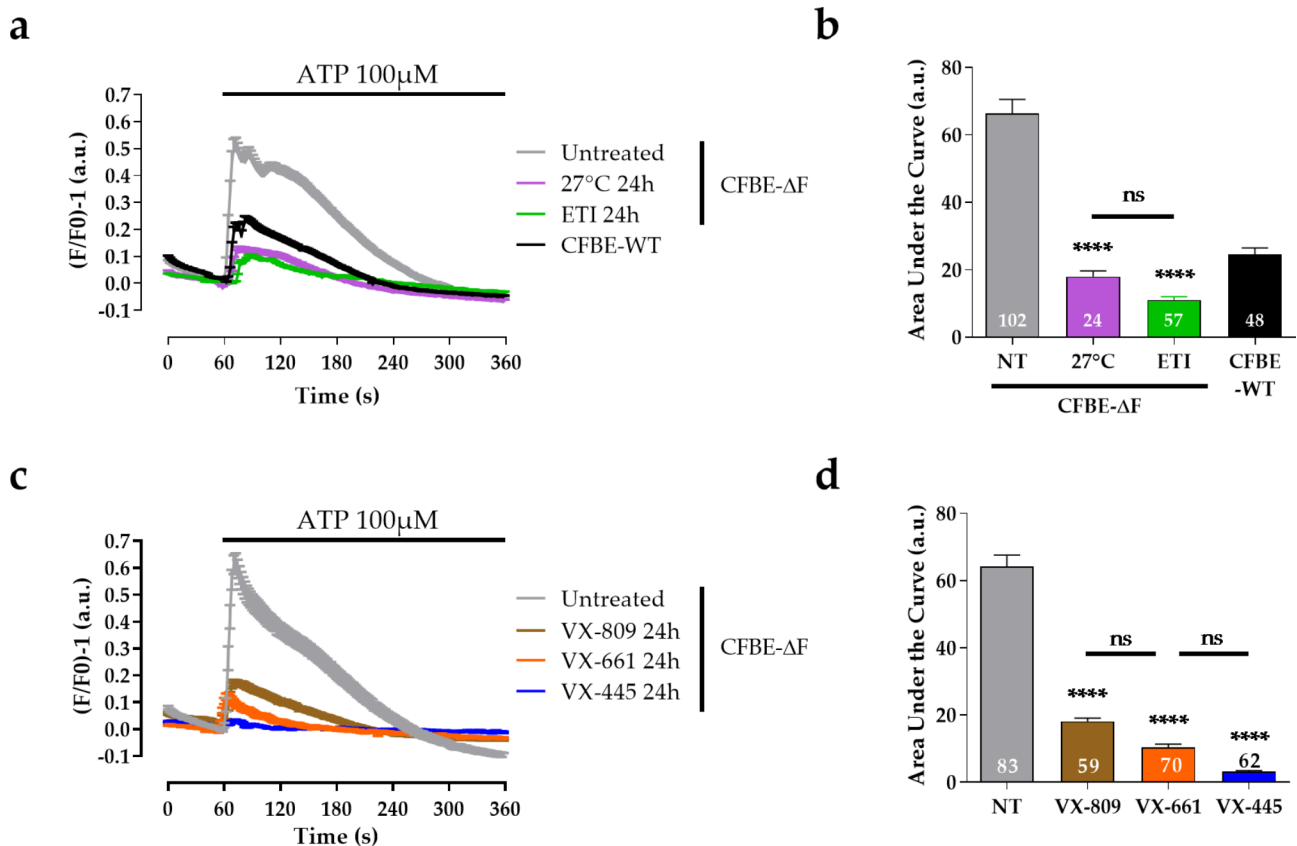 a
ATP 100µM
(F/F0)-1 (a.u.)
0.7
0.6
0.5
0.4
0.3
0.2
0.1
0.0
-0.1
0 60 120 180 240 300 360
Time (s)
Untreated
27°C 24h
ETI 24h
CFBE-WT
CFBE-ΔF
b
Area Under the Curve (a.u.)
80
60
40
20
0
ns
**** ****
102 24 57 48
NT 27°C ETI CFBE
-WT
CFBE-ΔF
c
ATP 100µM
(F/F0)-1 (a.u.)
0.7
0.6
0.5
0.4
0.3
0.2
0.1
0.0
-0.1
0 60 120 180 240 300 360
Time (s)
Untreated
VX-809 24h
VX-661 24h
VX-445 24h
CFBE-ΔF
d
Area Under the Curve (a.u.)
80
60
40
20
0
ns ns
**** **** ****
83 59 70 62
NT VX-809 VX-661 VX-445